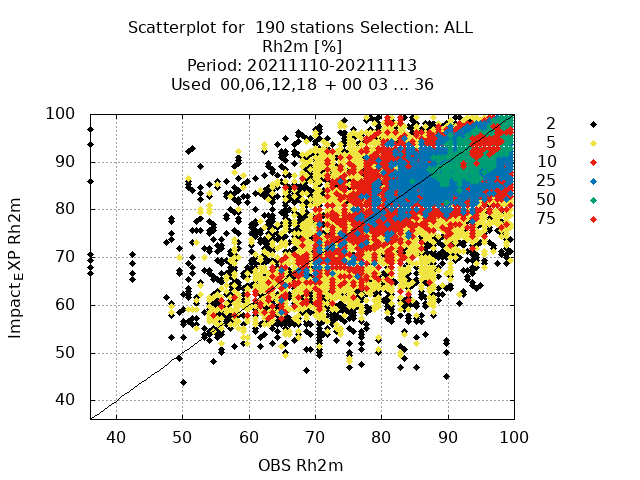 Scatterplot for  190 stations Selection: ALL
Rh2m [%]
Period: 20211110-20211113
Used  00,06,12,18  + 00 03 ... 36
100
90
80
70
60
50
40
Impact_EXP Rh2m
40 50 60 70 80 90 100
OBS Rh2m
2
5
10
25
50
75